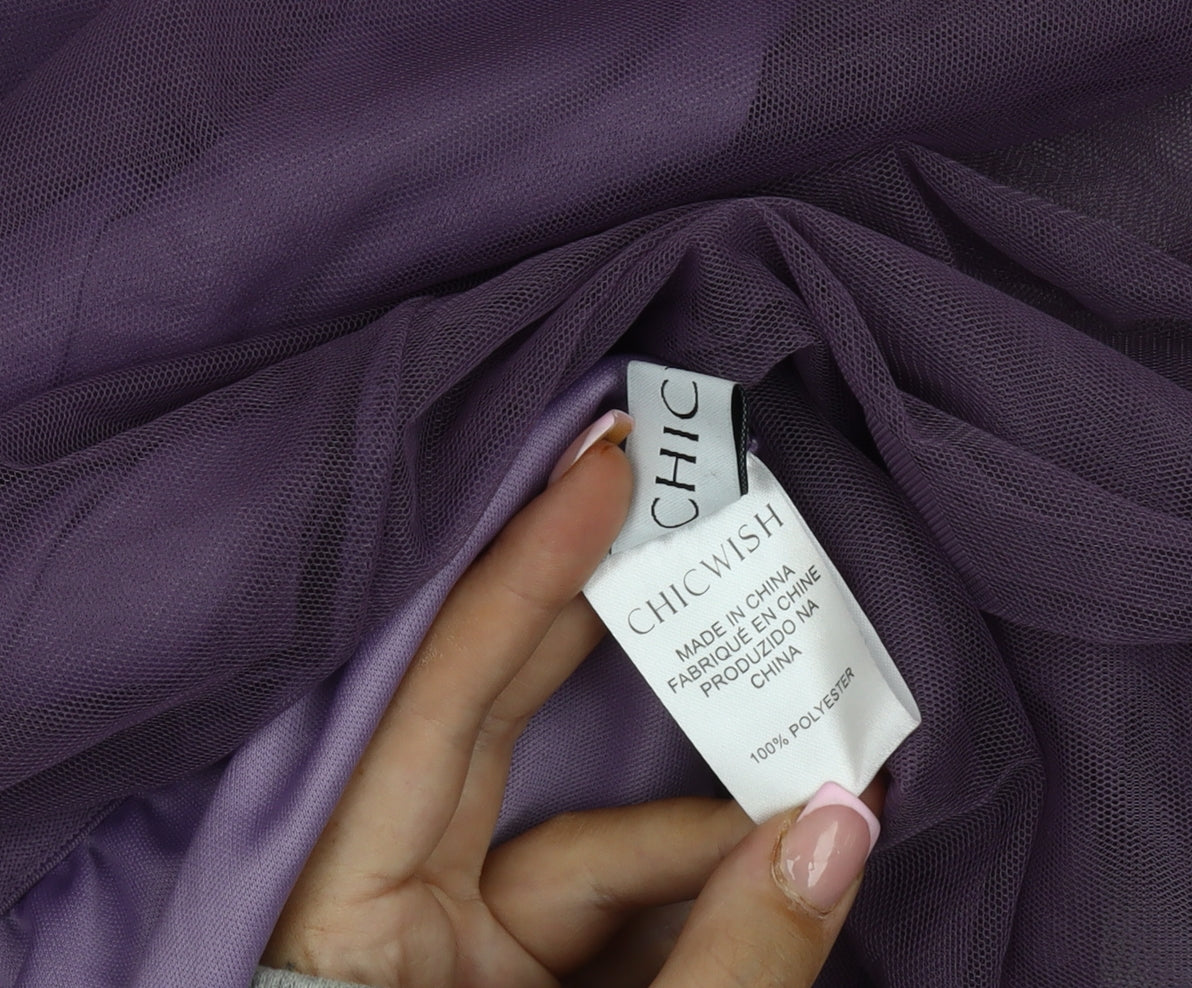 CHIC
CHICWISH
MADE IN CHINA
FABRIQUÉ EN CHINE
PRODUZIDO NA
CHINA
100% POLYESTER